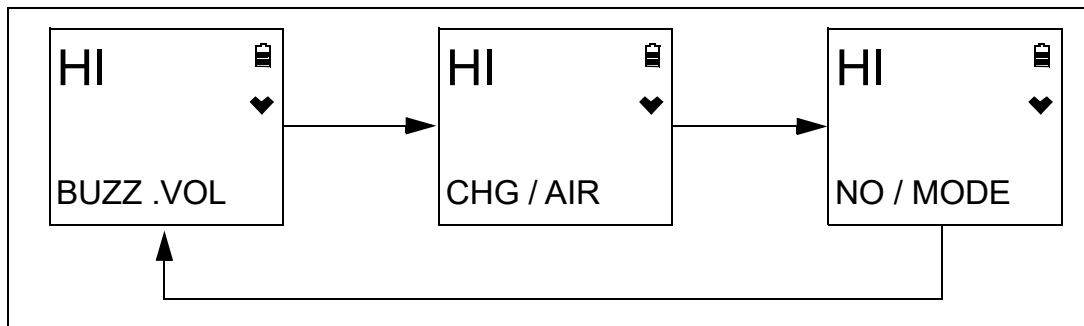 HI
BUZZ .VOL
HI
CHG / AIR
HI
NO / MODE